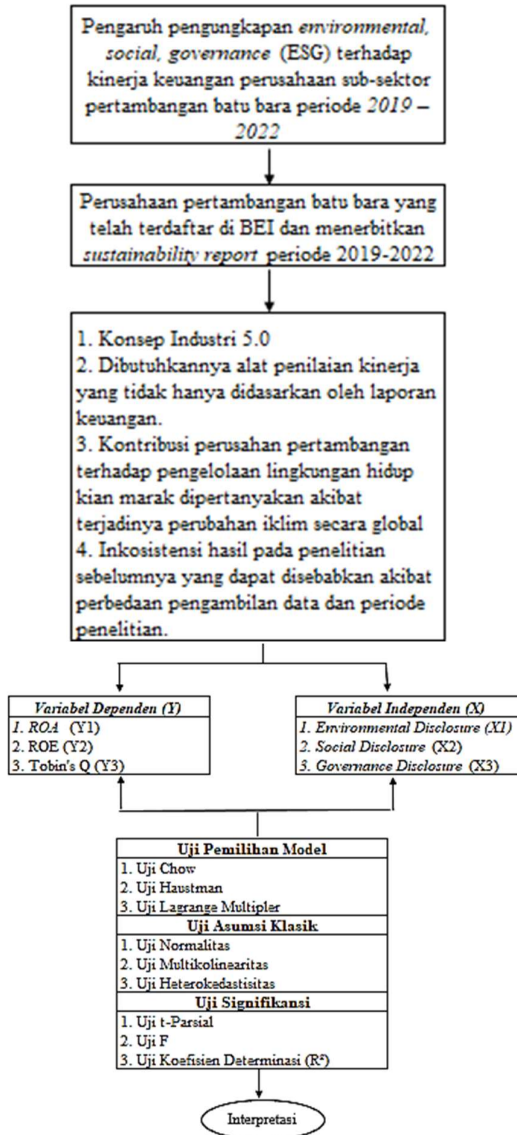 Pengaruh pengungkapan environmental,
social, governance (ESG) terhadap
kinerja keuangan perusahaan sub-sektor
pertambangan batu bara periode 2019 –
2022
Perusahaan pertambangan batu bara yang
telah terdaftar di BEI dan menerbitkan
sustainability report periode 2019-2022
1. Konsep Industri 5.0
2. Dibutuhkannya alat penilaian kinerja
yang tidak hanya didasarkan oleh laporan
keuangan.
3. Kontribusi perusahan pertambangan
terhadap pengelolaan lingkungan hidup
kian marak dipertanyakan akibat
terjadinya perubahan iklim secara global
4. Inkosistensi hasil pada penelitian
sebelumnya yang dapat disebabkan akibat
perbedaan pengambilan data dan periode
penelitian.
Variabel Dependen (Y)
1. ROA (Y1)
2. ROE (Y2)
3. Tobin's Q (Y3)
Variabel Independen (X)
1. Environmental Disclosure (X1)
2. Social Disclosure (X2)
3. Governance Disclosure (X3)
Uji Pemilihan Model
1. Uji Chow
2. Uji Haustman
3. Uji Lagrange Multipler
Uji Asumsi Klasik
1. Uji Normalitas
2. Uji Multikolinearitas
3. Uji Heterokedastisitas
Uji Signifikansi
1. Uji t-Parsial
2. Uji F
3. Uji Koefisien Determinasi (R²)
Interpretasi